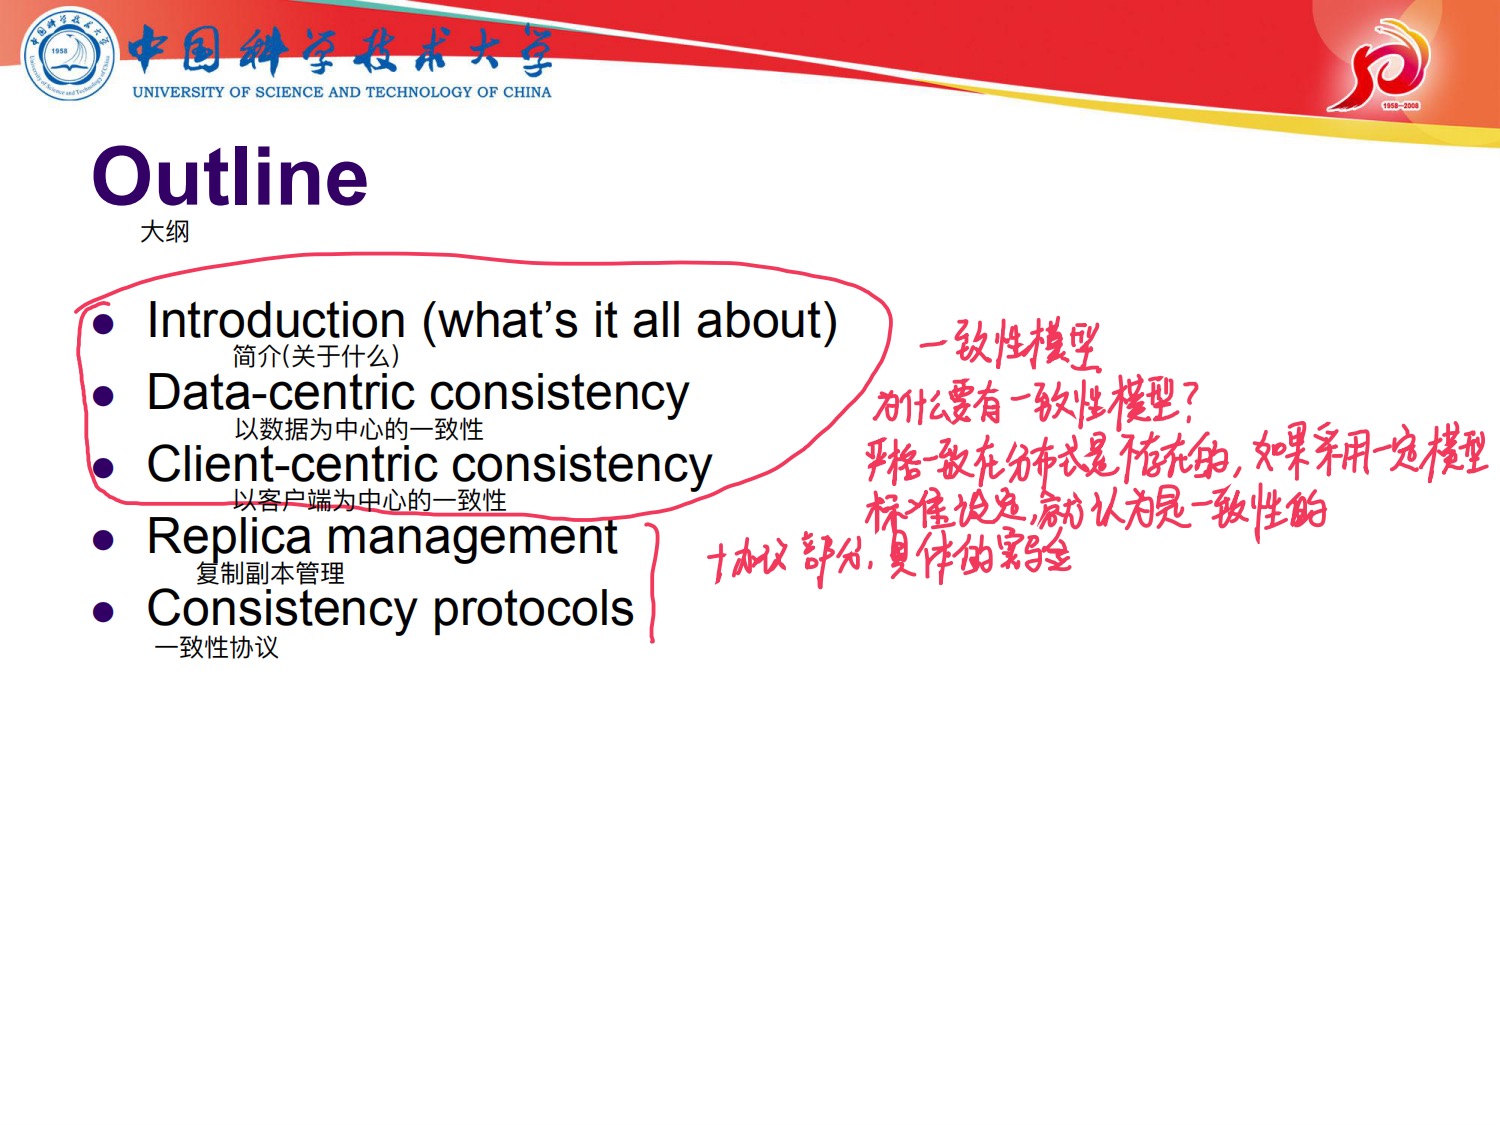 中国科学技术大学
UNIVERSITY OF SCIENCE AND TECHNOLOGY OF CHINA
1958
1958–2008
Outline
大纲
Introduction (what's it all about)
简介(关于什么)
Data-centric consistency
以数据为中心的一致性
Client-centric consistency
以客户端为中心的一致性
Replica management
复制副本管理
Consistency protocols
一致性协议
一致性模型
为什么要有一致性模型?
严格一致在分布式是不存在的, 如果采用一定模型
标准设定, 就认为是一致性的
协议部分, 具体的